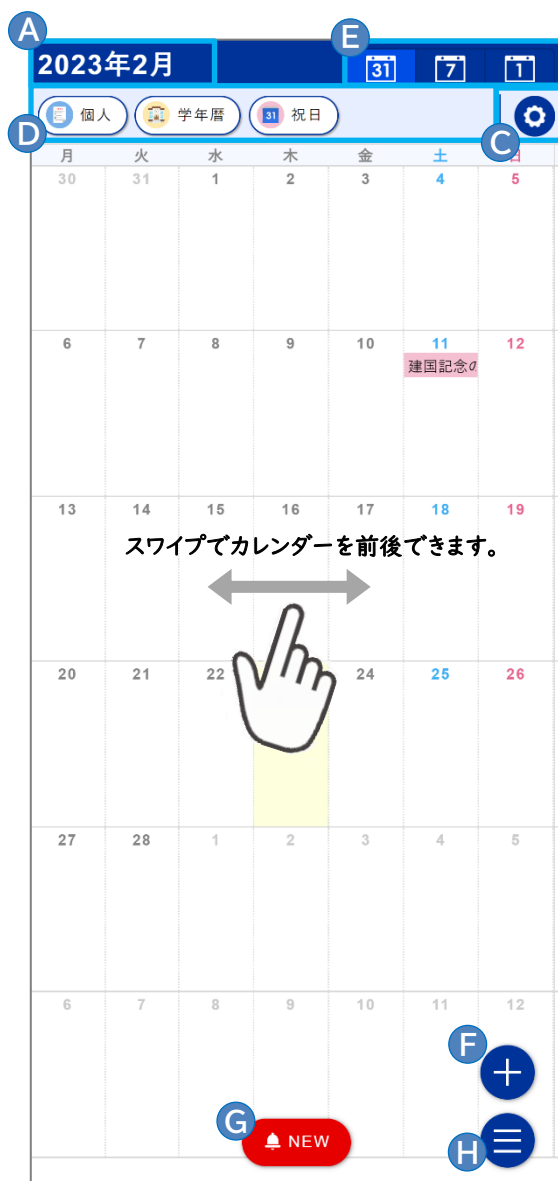 A
E
2023年2月
31 7 1
D
個人 学年暦 31 祝日
C
月 火 水 木 金 土 日
30 31 1 2 3 4 5
6 7 8 9 10 11 12
建国記念の
13 14 15 16 17 18 19
スワイプでカレンダーを前後できます。
20 21 22 24 25 26
27 28 1 2 3 4 5
6 7 8 9 10 11 12
F
G
NEW
H